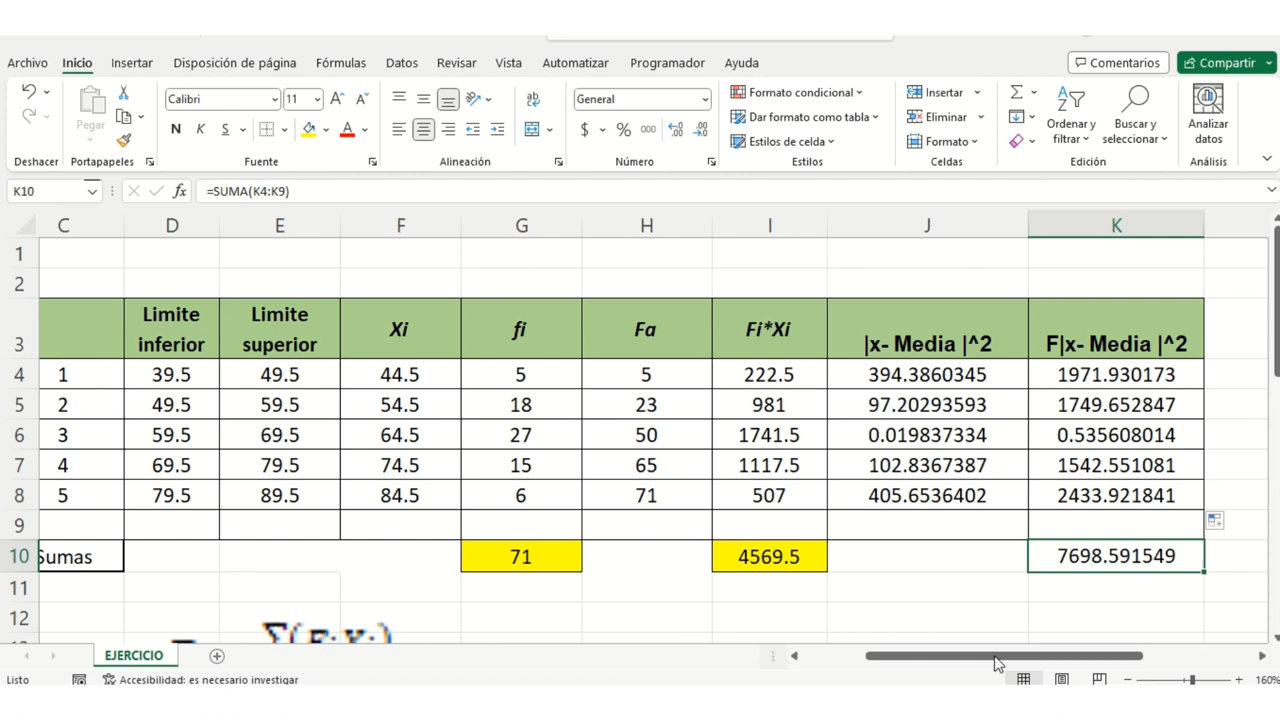 Archivo Inicio Insertar Disposición de página Fórmulas Datos Revisar Vista Automatizar Programador Ayuda Comentarios Compartir
Pegar
Calibri 11
N K S A
ab
General
$ % 000
Formato condicional
Dar formato como tabla
Estilos de celda
Insertar
Eliminar
Formato
Ordenar y filtrar
Buscar y seleccionar
Analizar datos
Deshacer Portapapeles Fuente Alineación Número Estilos Celdas Edición Análisis
K10 fx =SUMA(K4:K9)
C D E F G H I J K
1
2
3 Limite inferior Limite superior Xi fi Fa Fi*Xi |x- Media |^2 F|x- Media |^2
4 1 39.5 49.5 44.5 5 5 222.5 394.3860345 1971.930173
5 2 49.5 59.5 54.5 18 23 981 97.20293593 1749.652847
6 3 59.5 69.5 64.5 27 50 1741.5 0.019837334 0.535608014
7 4 69.5 79.5 74.5 15 65 1117.5 102.8367387 1542.551081
8 5 79.5 89.5 84.5 6 71 507 405.6536402 2433.921841
9
10 Sumas 71 4569.5 7698.591549
11
12
EJERCICIO
Listo Accesibilidad: es necesario investigar 160%